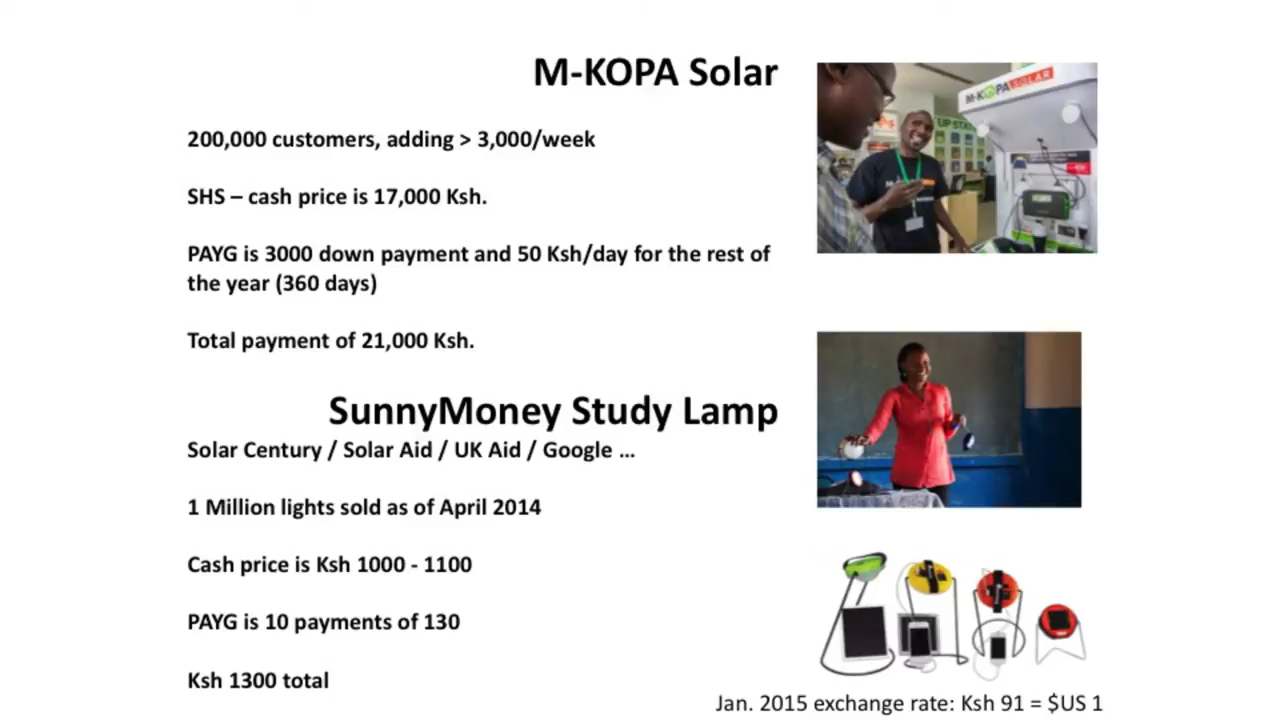 M-KOPA Solar
200,000 customers, adding > 3,000/week
SHS – cash price is 17,000 Ksh.
PAYG is 3000 down payment and 50 Ksh/day for the rest of
the year (360 days)
Total payment of 21,000 Ksh.
SunnyMoney Study Lamp
Solar Century / Solar Aid / UK Aid / Google ...
1 Million lights sold as of April 2014
Cash price is Ksh 1000 - 1100
PAYG is 10 payments of 130
Ksh 1300 total
M-KOPA SOLAR
UP STA
Jan. 2015 exchange rate: Ksh 91 = $US 1